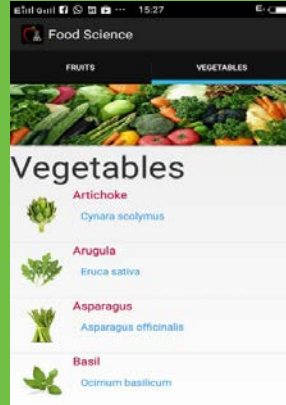 15:27
Food Science
FRUITS
VEGETABLES
Vegetables
Artichoke
Cynara scolymus
Arugula
Eruca sativa
Asparagus
Asparagus officinalis
Basil
Ocimum basilicum